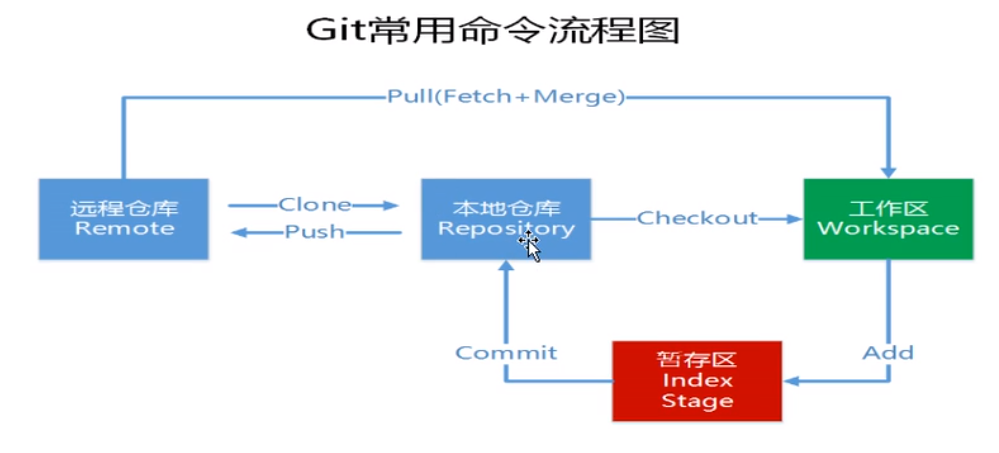 Git常用命令流程图
Pull(Fetch+Merge)
远程仓库
Remote
Clone
Push
本地仓库
Repository
Checkout
工作区
Workspace
Commit
暂存区
Index
Stage
Add